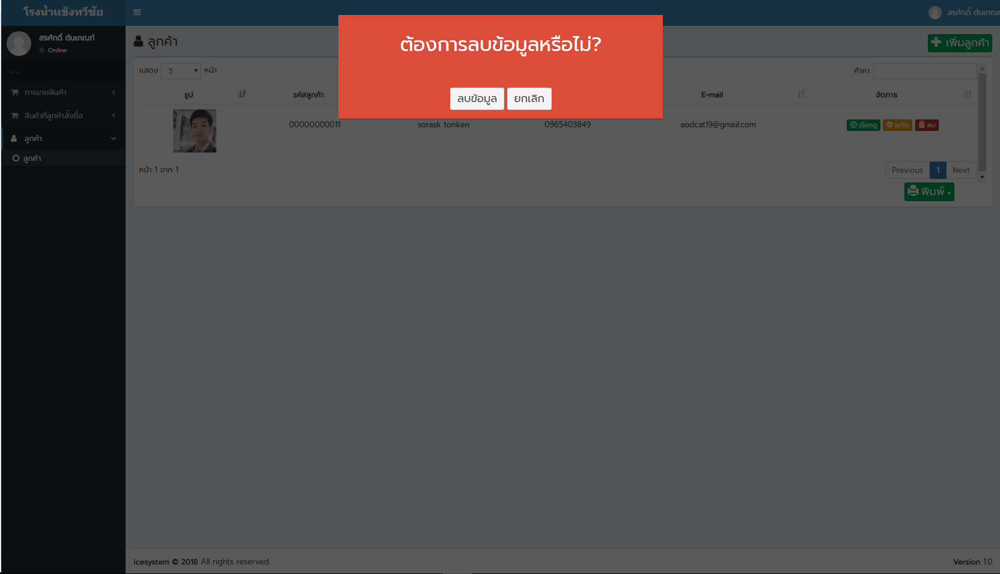 โรงน้ำแข็งทวีชัย
สรศักดิ์ ตันเกณฑ์
สรศักดิ์ ตันเกณฑ์
Online
เมนู
การขายสินค้า
สินค้าที่ลูกค้าสั่งซื้อ
ลูกค้า
ลูกค้า
ลูกค้า
เพิ่มลูกค้า
ต้องการลบข้อมูลหรือไม่?
ลบข้อมูล ยกเลิก
แสดง 5 หน้า
ค้าหา
รูป รหัสลูกค้า E-mail จัดการ
00000000011 sorask tonken 0965403849 aodcat19@gmail.com เรียกดู แก้ไข ลบ
หน้า 1 จาก 1
Previous 1 Next
พิมพ์
icesystem © 2018 All rights reserved.
Version 1.0